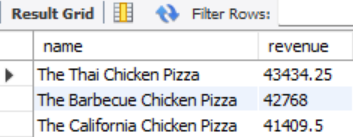 Result Grid Filter Rows:
name revenue
The Thai Chicken Pizza 43434.25
The Barbecue Chicken Pizza 42768
The California Chicken Pizza 41409.5